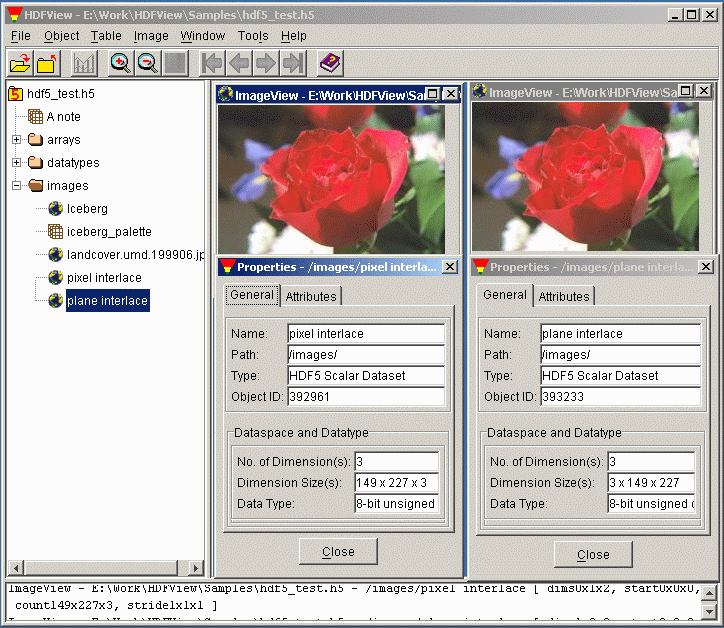 HDFView - E:\Work\HDFView\Samples\hdf5_test.h5
File Object Table Image Window Tools Help
hdf5_test.h5
A note
arrays
datatypes
images
Iceberg
iceberg_palette
landcover.umd.199906.jp
pixel interlace
plane interlace
ImageView - E:\Work\HDFView\Sam
Properties - /images/pixel interla...
General Attributes
Name: pixel interlace
Path: /images/
Type: HDF5 Scalar Dataset
Object ID: 392961
Dataspace and Datatype
No. of Dimension(s): 3
Dimension Size(s): 149 x 227 x 3
Data Type: 8-bit unsigned
Close
ImageView - E:\Work\HDFView\Sa
Properties - /images/plane interla...
General Attributes
Name: plane interlace
Path: /images/
Type: HDF5 Scalar Dataset
Object ID: 393233
Dataspace and Datatype
No. of Dimension(s): 3
Dimension Size(s): 3 x 149 x 227
Data Type: 8-bit unsigned
Close
ImageView - E:\Work\HDFView\Samples\hdf5_test.h5 - /images/pixel interlace [ dims0x1x2, start0x0x0,
count149x227x3, stride1x1x1 ]